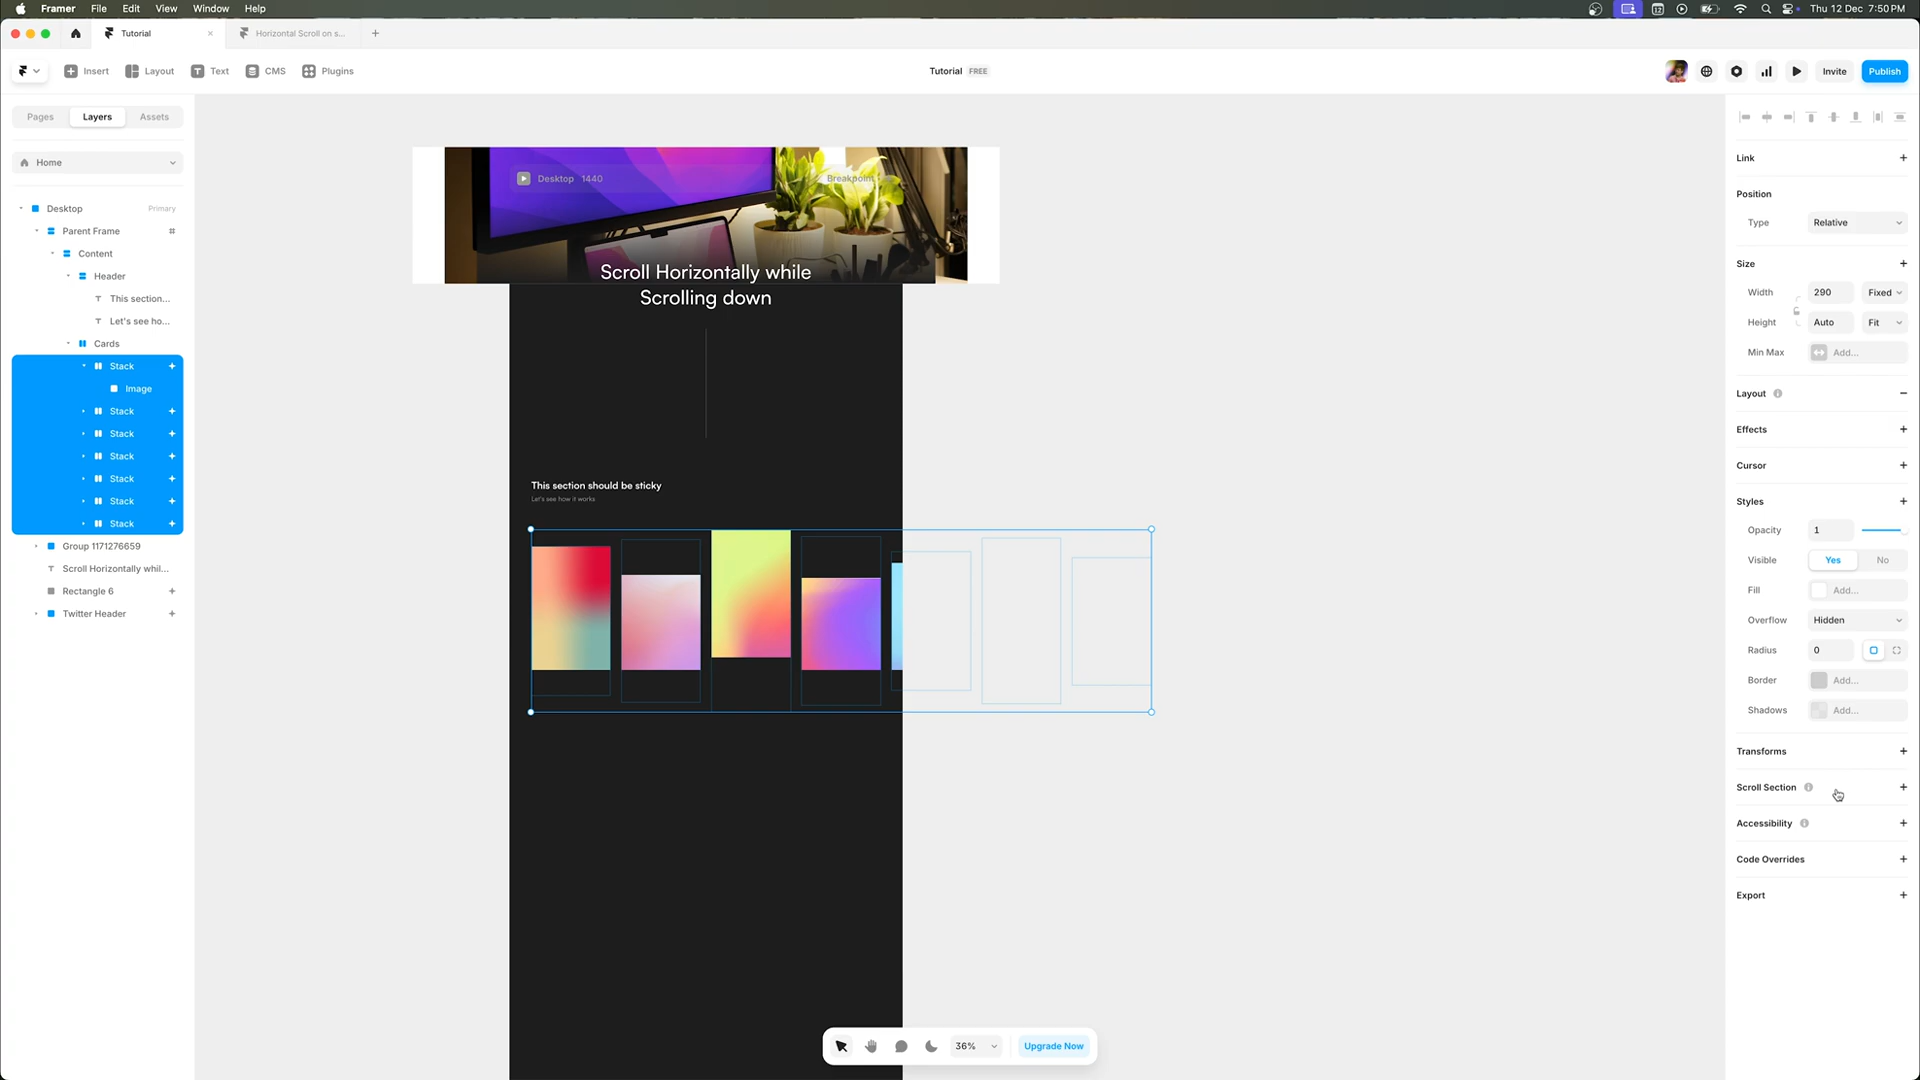 Framer File Edit View Window Help
12
Thu 12 Dec 7:50 PM
Tutorial
Horizontal Scroll on s...
Insert Layout Text CMS Plugins
Tutorial FREE
Invite Publish
Pages Layers Assets
Home
Desktop Primary
Parent Frame
Content
Header
This section...
Let's see ho...
Cards
Stack
Image
Stack
Stack
Stack
Stack
Stack
Stack
Group 1171276659
Scroll Horizontally whil...
Rectangle 6
Twitter Header
Desktop 1440
Breakpoint
Scroll Horizontally while
Scrolling down
This section should be sticky
Let's see how it works
36%
Upgrade Now
Link
Position
Type Relative
Size
Width 290 Fixed
Height Auto Fit
Min Max Add...
Layout
Effects
Cursor
Styles
Opacity 1
Visible Yes No
Fill Add...
Overflow Hidden
Radius 0
Border Add...
Shadows Add...
Transforms
Scroll Section
Accessibility
Code Overrides
Export